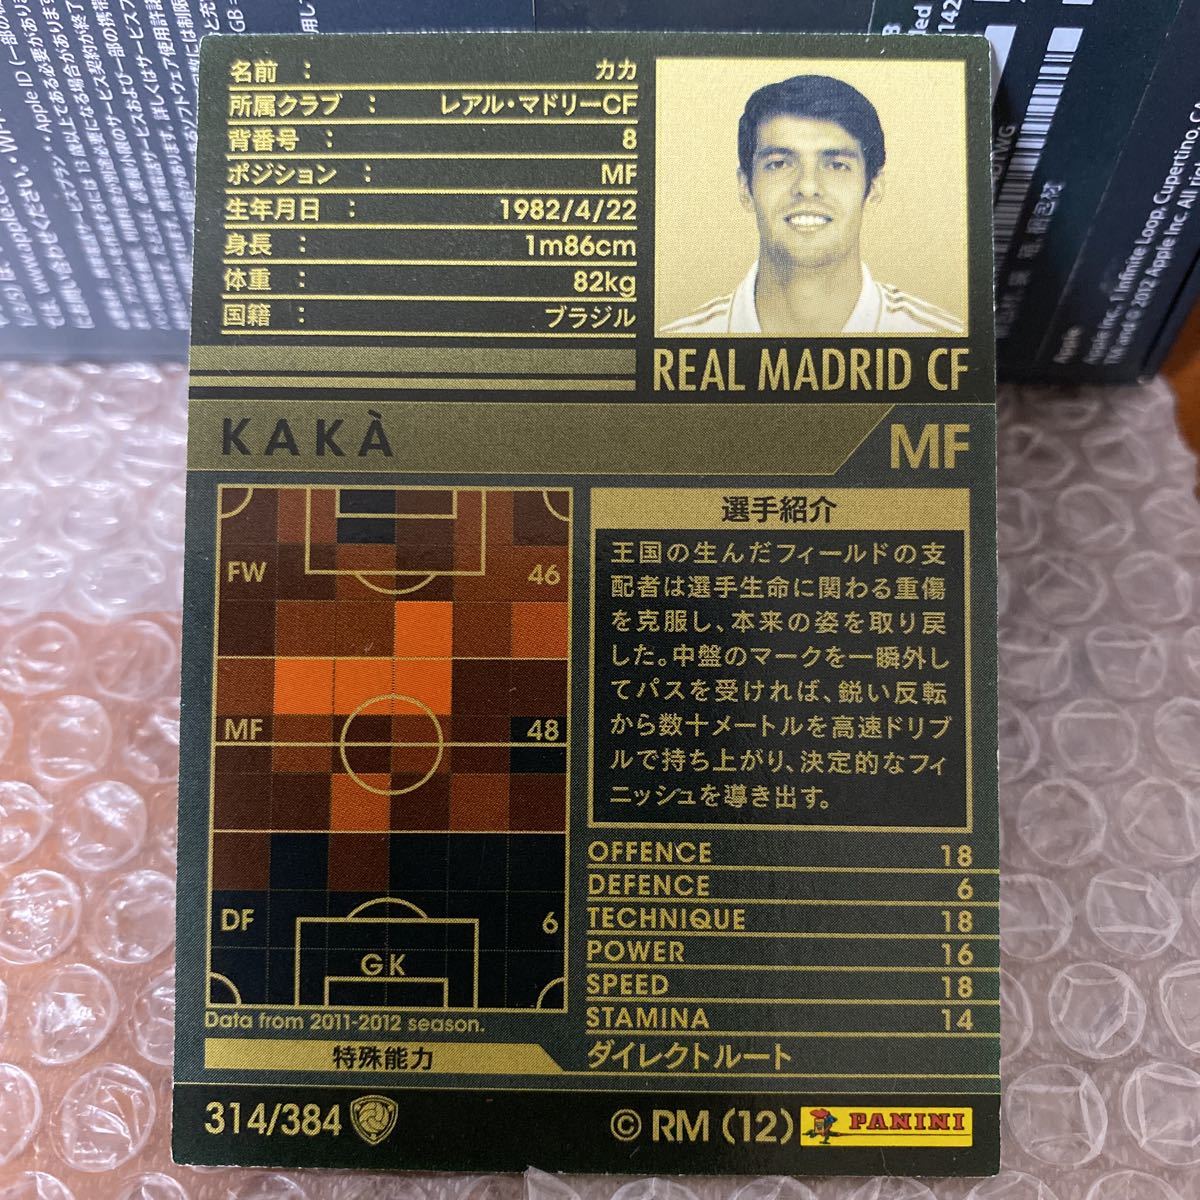 名前 : カカ
所属クラブ : レアル・マドリーCF
背番号 : 8
ポジション : MF
生年月日 : 1982/4/22
身長 : 1m86cm
体重 : 82kg
国籍 : ブラジル
REAL MADRID CF
KAKÀ
MF
FW 46
MF 48
DF 6
GK
Data from 2011-2012 season.
選手紹介
王国の生んだフィールドの支
配者は選手生命に関わる重傷
を克服し、本来の姿を取り戻
した。中盤のマークを一瞬外し
てパスを受ければ、鋭い反転
から数十メートルを高速ドリブ
ルで持ち上がり、決定的なフィ
ニッシュを導き出す。
OFFENCE 18
DEFENCE 6
TECHNIQUE 18
POWER 16
SPEED 18
STAMINA 14
特殊能力
ダイレクトルート
314/384
© RM (12)
PANINI